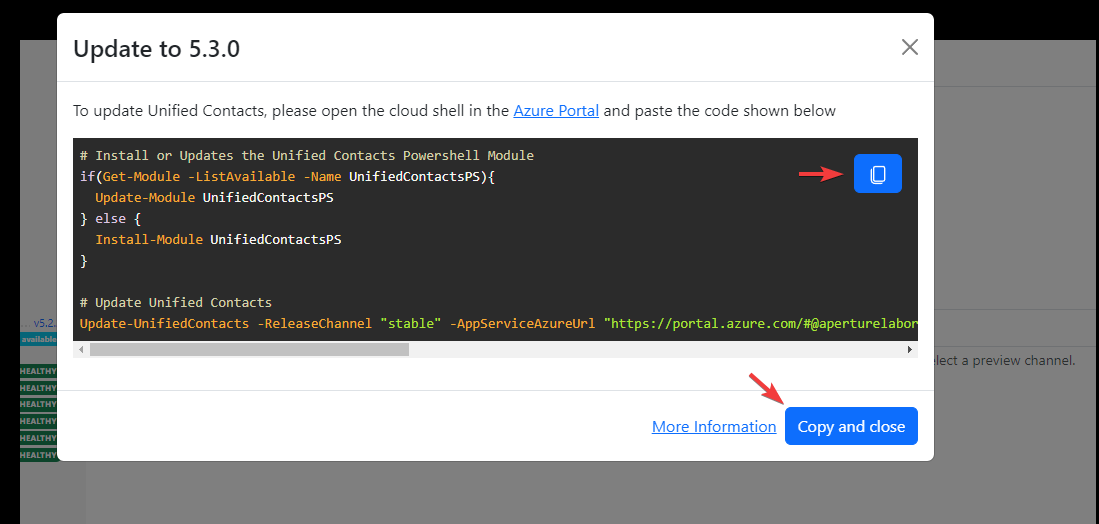 Update to 5.3.0
To update Unified Contacts, please open the cloud shell in the Azure Portal and paste the code shown below
# Install or Updates the Unified Contacts Powershell Module
if(Get-Module -ListAvailable -Name UnifiedContactsPS){
  Update-Module UnifiedContactsPS
} else {
  Install-Module UnifiedContactsPS
}
# Update Unified Contacts
Update-UnifiedContacts -ReleaseChannel "stable" -AppServiceAzureUrl "https://portal.azure.com/#@aperturelabor
v5.2.
available
elect a preview channel.
HEALTHY
HEALTHY
HEALTHY
HEALTHY
HEALTHY
HEALTHY
More Information
Copy and close